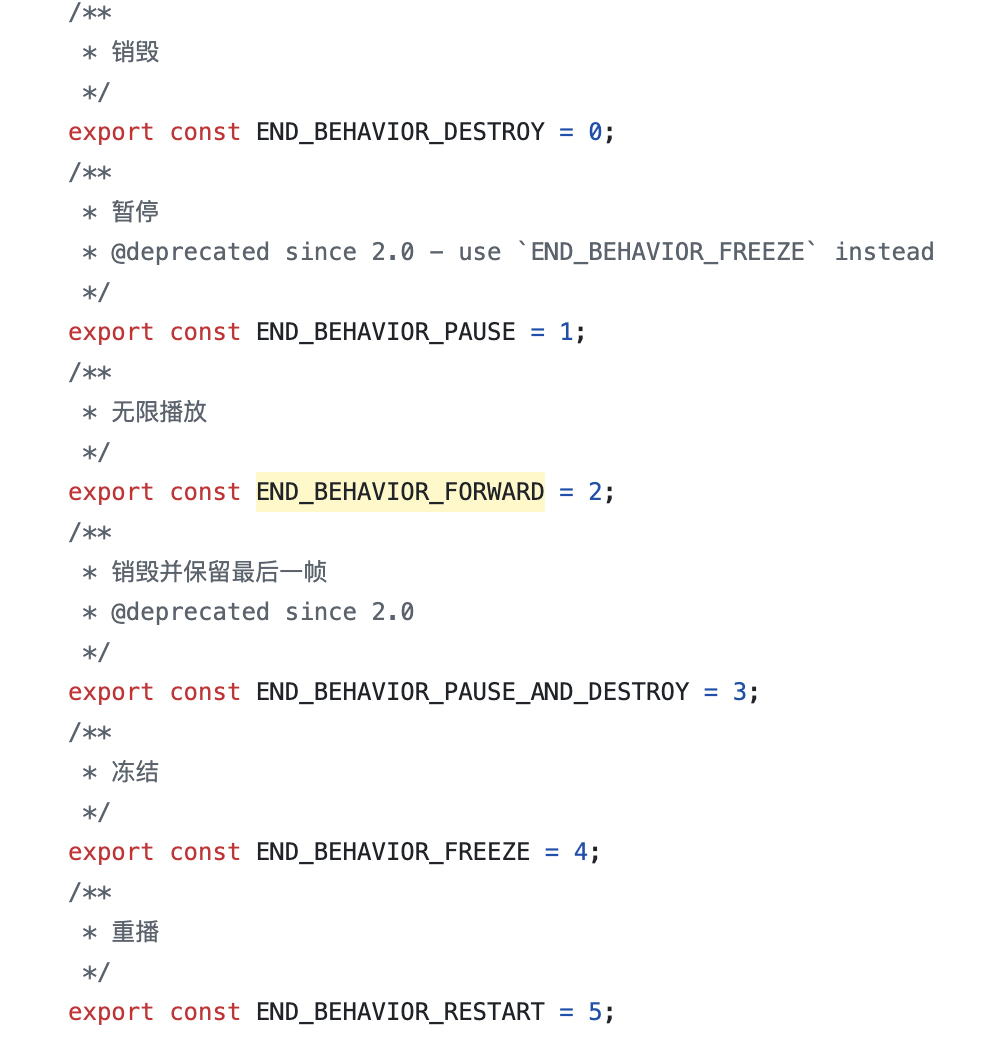 /**
 * 销毁
 */
export const END_BEHAVIOR_DESTROY = 0;
/**
 * 暂停
 * @deprecated since 2.0 - use `END_BEHAVIOR_FREEZE` instead
 */
export const END_BEHAVIOR_PAUSE = 1;
/**
 * 无限播放
 */
export const END_BEHAVIOR_FORWARD = 2;
/**
 * 销毁并保留最后一帧
 * @deprecated since 2.0
 */
export const END_BEHAVIOR_PAUSE_AND_DESTROY = 3;
/**
 * 冻结
 */
export const END_BEHAVIOR_FREEZE = 4;
/**
 * 重播
 */
export const END_BEHAVIOR_RESTART = 5;